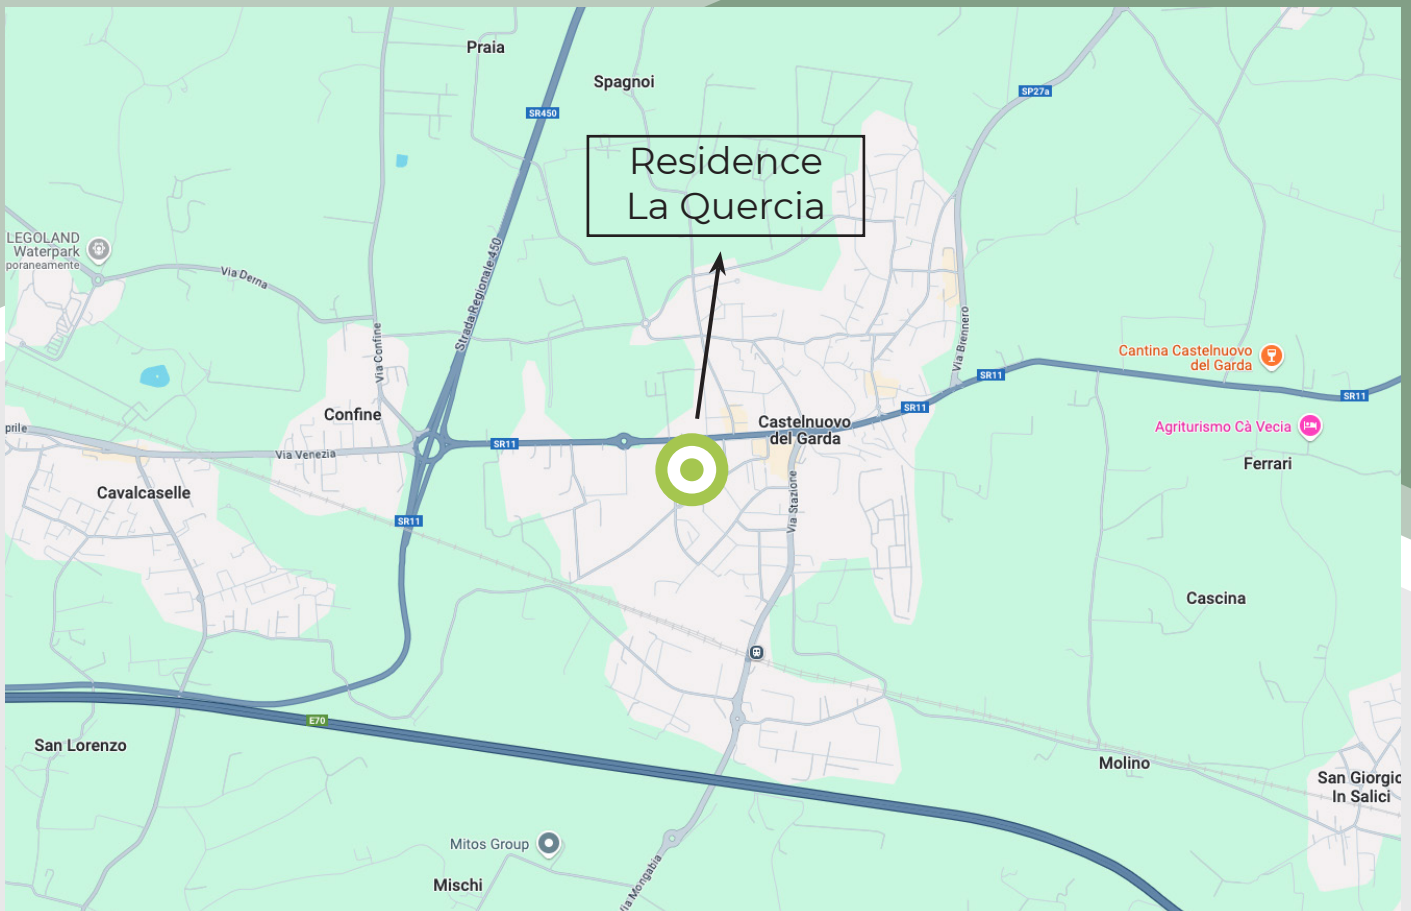 Praia
Spagnoi
SR450
SP27a
Residence
La Quercia
LEGOLAND
Waterpark
poraneamente
Via Derna
Strada Regionale 450
Via Confine
Via Brennero
Cantina Castelnuovo
del Garda
SR11
SR11
SR11
Confine
Castelnuovo
del Garda
prile
Via Venezia
SR11
Agriturismo Cà Vecia
Ferrari
Cavalcaselle
Via Stazione
SR11
Cascina
E70
San Lorenzo
Molino
San Giorgio
In Salici
Mitos Group
Mischi
ia Mongabia